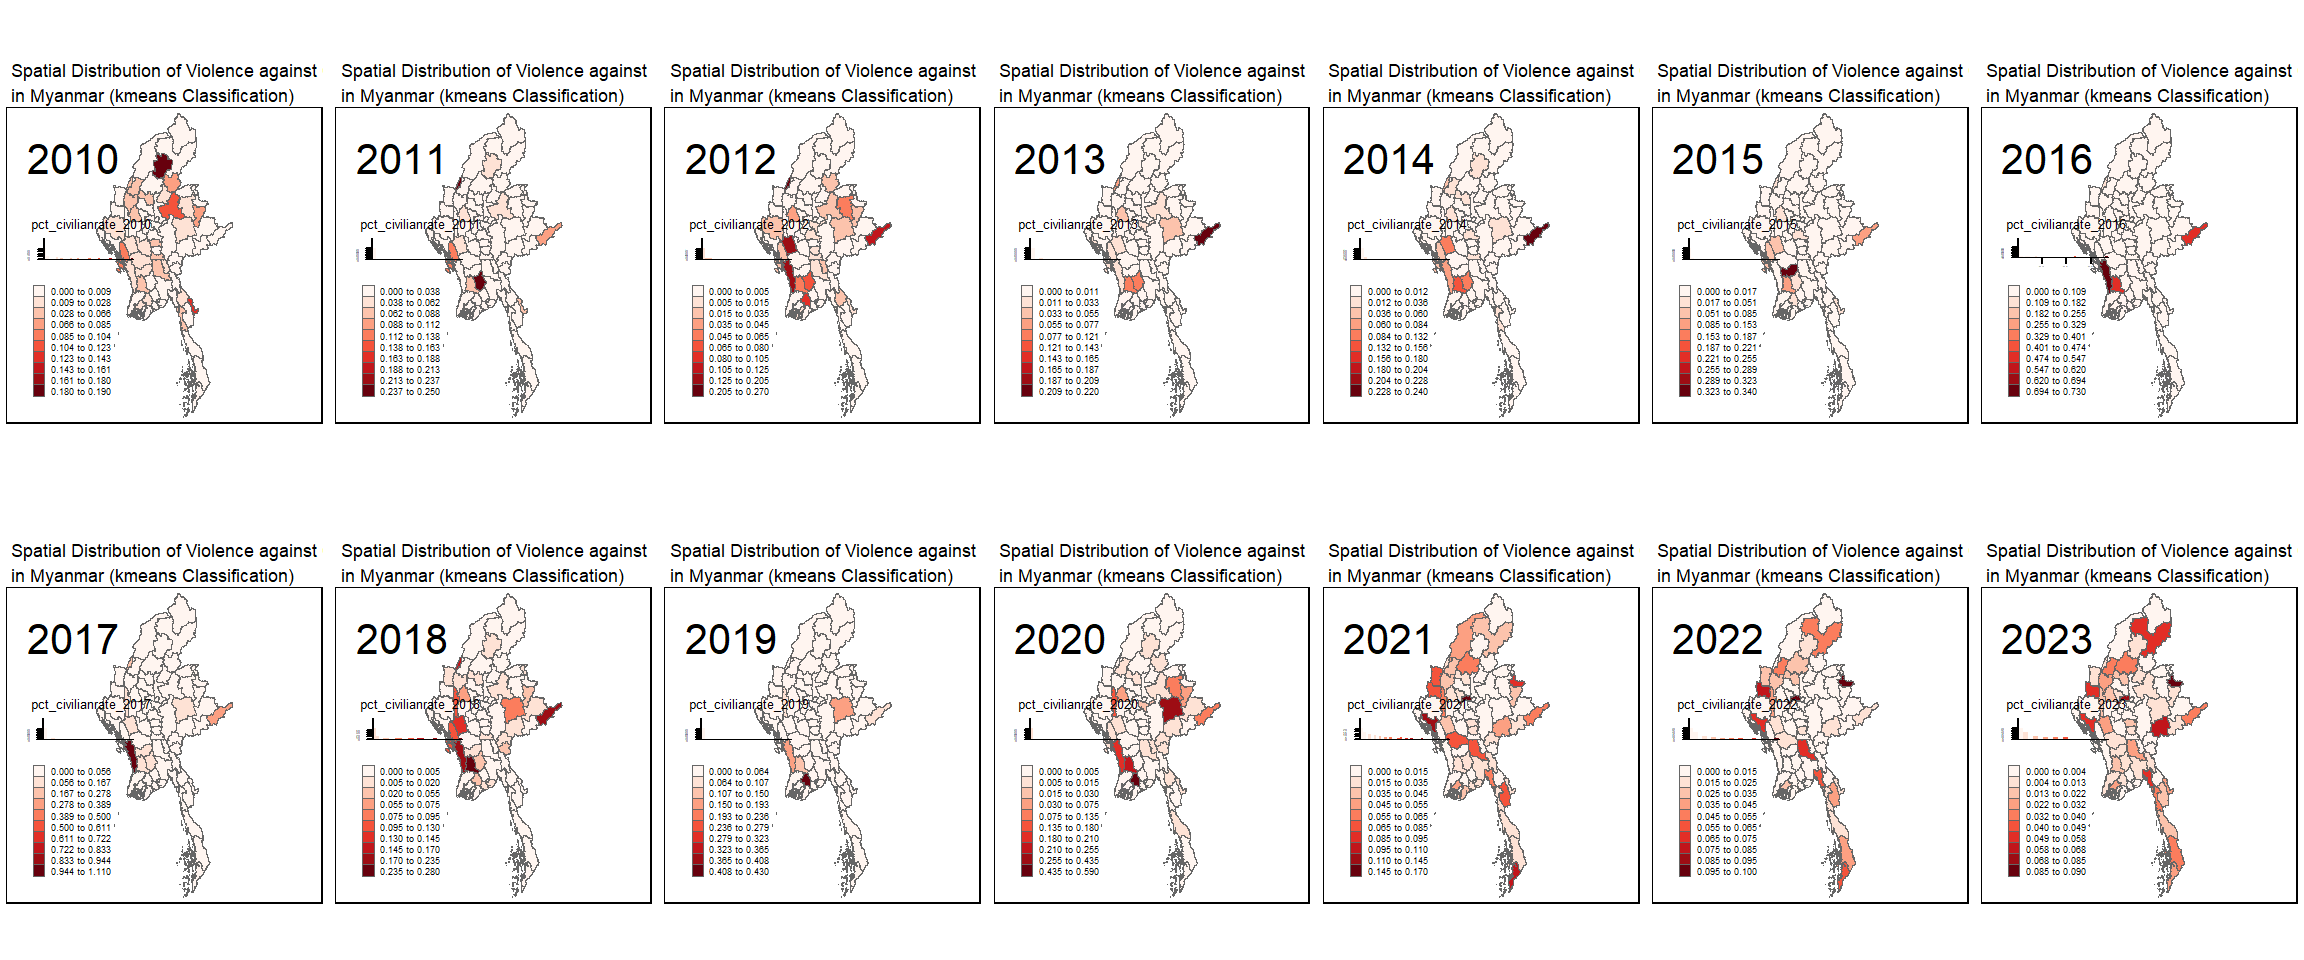 Spatial Distribution of Violence against
in Myanmar (kmeans Classification)
2010
pct_civilianrate_2010
0.000 to 0.009
0.009 to 0.028
0.028 to 0.066
0.066 to 0.085
0.085 to 0.104
0.104 to 0.123
0.123 to 0.143
0.143 to 0.161
0.161 to 0.180
0.180 to 0.190
Spatial Distribution of Violence against
in Myanmar (kmeans Classification)
2011
pct_civilianrate_2011
0.000 to 0.038
0.038 to 0.062
0.062 to 0.088
0.088 to 0.112
0.112 to 0.138
0.138 to 0.163
0.163 to 0.188
0.188 to 0.213
0.213 to 0.237
0.237 to 0.250
Spatial Distribution of Violence against
in Myanmar (kmeans Classification)
2012
pct_civilianrate_2012
0.000 to 0.005
0.005 to 0.015
0.015 to 0.035
0.035 to 0.045
0.045 to 0.065
0.065 to 0.080
0.080 to 0.105
0.105 to 0.125
0.125 to 0.205
0.205 to 0.270
Spatial Distribution of Violence against
in Myanmar (kmeans Classification)
2013
pct_civilianrate_2013
0.000 to 0.011
0.011 to 0.033
0.033 to 0.055
0.055 to 0.077
0.077 to 0.121
0.121 to 0.143
0.143 to 0.165
0.165 to 0.187
0.187 to 0.209
0.209 to 0.220
Spatial Distribution of Violence against
in Myanmar (kmeans Classification)
2014
pct_civilianrate_2014
0.000 to 0.012
0.012 to 0.036
0.036 to 0.060
0.060 to 0.084
0.084 to 0.132
0.132 to 0.156
0.156 to 0.180
0.180 to 0.204
0.204 to 0.228
0.228 to 0.240
Spatial Distribution of Violence against
in Myanmar (kmeans Classification)
2015
pct_civilianrate_2015
0.000 to 0.017
0.017 to 0.051
0.051 to 0.085
0.085 to 0.153
0.153 to 0.187
0.187 to 0.221
0.221 to 0.255
0.255 to 0.289
0.289 to 0.323
0.323 to 0.340
Spatial Distribution of Violence against
in Myanmar (kmeans Classification)
2016
pct_civilianrate_2016
0.000 to 0.109
0.109 to 0.182
0.182 to 0.255
0.255 to 0.329
0.329 to 0.401
0.401 to 0.474
0.474 to 0.547
0.547 to 0.620
0.620 to 0.694
0.694 to 0.730
Spatial Distribution of Violence against
in Myanmar (kmeans Classification)
2017
pct_civilianrate_2017
0.000 to 0.056
0.056 to 0.167
0.167 to 0.278
0.278 to 0.389
0.389 to 0.500
0.500 to 0.611
0.611 to 0.722
0.722 to 0.833
0.833 to 0.944
0.944 to 1.110
Spatial Distribution of Violence against
in Myanmar (kmeans Classification)
2018
pct_civilianrate_2018
0.000 to 0.005
0.005 to 0.020
0.020 to 0.055
0.055 to 0.075
0.075 to 0.095
0.095 to 0.130
0.130 to 0.145
0.145 to 0.170
0.170 to 0.235
0.235 to 0.280
Spatial Distribution of Violence against
in Myanmar (kmeans Classification)
2019
pct_civilianrate_2019
0.000 to 0.064
0.064 to 0.107
0.107 to 0.150
0.150 to 0.193
0.193 to 0.236
0.236 to 0.279
0.279 to 0.323
0.323 to 0.365
0.365 to 0.408
0.408 to 0.430
Spatial Distribution of Violence against
in Myanmar (kmeans Classification)
2020
pct_civilianrate_2020
0.000 to 0.005
0.005 to 0.015
0.015 to 0.030
0.030 to 0.075
0.075 to 0.135
0.135 to 0.180
0.180 to 0.210
0.210 to 0.255
0.255 to 0.435
0.435 to 0.590
Spatial Distribution of Violence against
in Myanmar (kmeans Classification)
2021
pct_civilianrate_2021
0.000 to 0.015
0.015 to 0.035
0.035 to 0.045
0.045 to 0.055
0.055 to 0.065
0.065 to 0.085
0.085 to 0.095
0.095 to 0.110
0.110 to 0.145
0.145 to 0.170
Spatial Distribution of Violence against
in Myanmar (kmeans Classification)
2022
pct_civilianrate_2022
0.000 to 0.015
0.015 to 0.025
0.025 to 0.035
0.035 to 0.045
0.045 to 0.055
0.055 to 0.065
0.065 to 0.075
0.075 to 0.085
0.085 to 0.095
0.095 to 0.100
Spatial Distribution of Violence against
in Myanmar (kmeans Classification)
2023
pct_civilianrate_2023
0.000 to 0.004
0.004 to 0.013
0.013 to 0.022
0.022 to 0.032
0.032 to 0.040
0.040 to 0.049
0.049 to 0.058
0.058 to 0.068
0.068 to 0.085
0.085 to 0.090